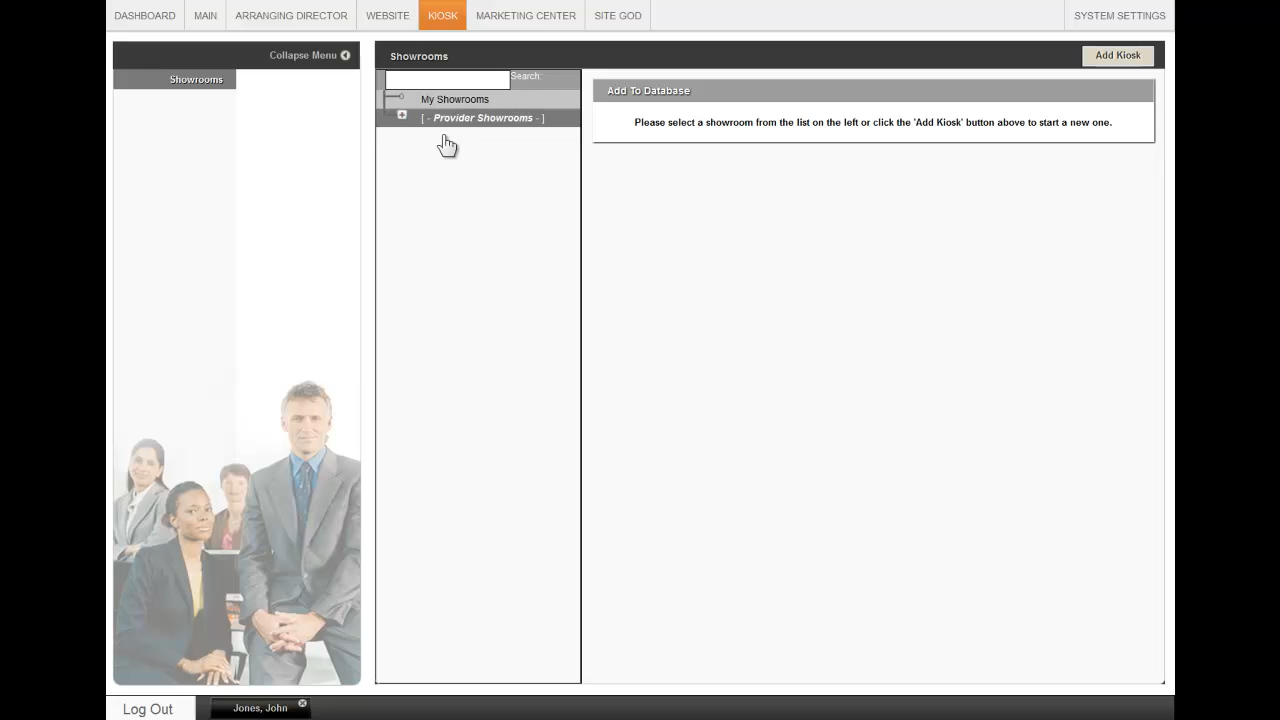 DASHBOARD MAIN ARRANGING DIRECTOR WEBSITE KIOSK MARKETING CENTER SITE GOD SYSTEM SETTINGS
Collapse Menu
Showrooms
Showrooms
Add Kiosk
Search:
My Showrooms
[ - Provider Showrooms - ]
Add To Database
Please select a showroom from the list on the left or click the 'Add Kiosk' button above to start a new one.
Log Out
Jones, John